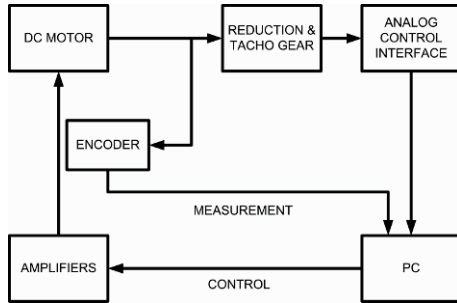 DC MOTOR
REDUCTION &
TACHO GEAR
ANALOG
CONTROL
INTERFACE
ENCODER
MEASUREMENT
AMPLIFIERS
CONTROL
PC